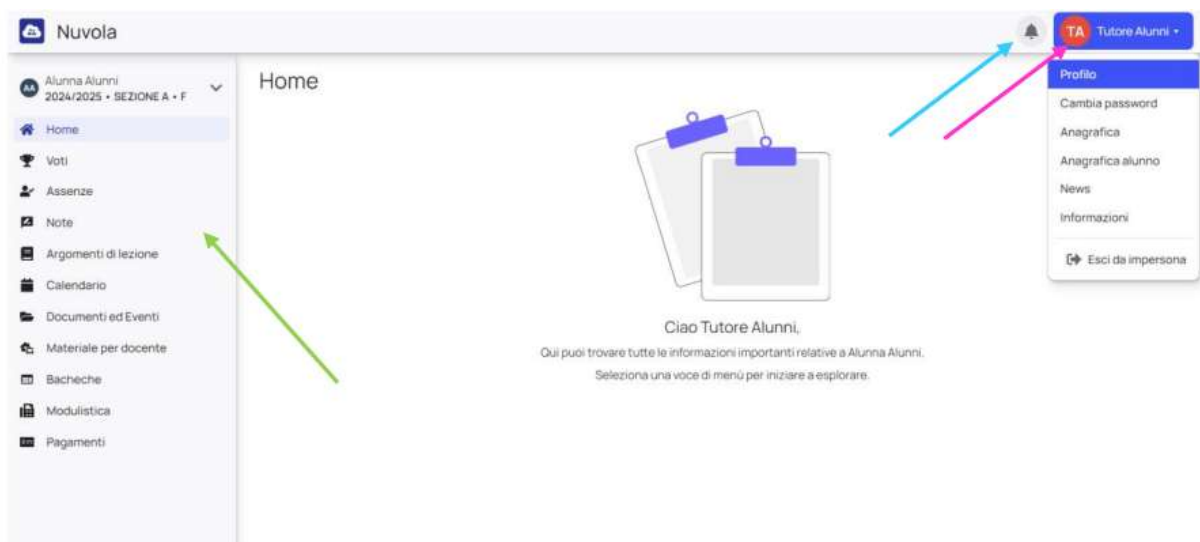 Nuvola
TA Tutore Alunni
AA Alunna Alunni
2024/2025 • SEZIONE A • F
Home
Voti
Assenze
Note
Argomenti di lezione
Calendario
Documenti ed Eventi
Materiale per docente
Bacheche
Modulistica
Pagamenti
Home
Ciao Tutore Alunni,
Qui puoi trovare tutte le informazioni importanti relative a Alunna Alunni.
Seleziona una voce di menù per iniziare a esplorare.
Profilo
Cambia password
Anagrafica
Anagrafica alunno
News
Informazioni
Esci da impersona